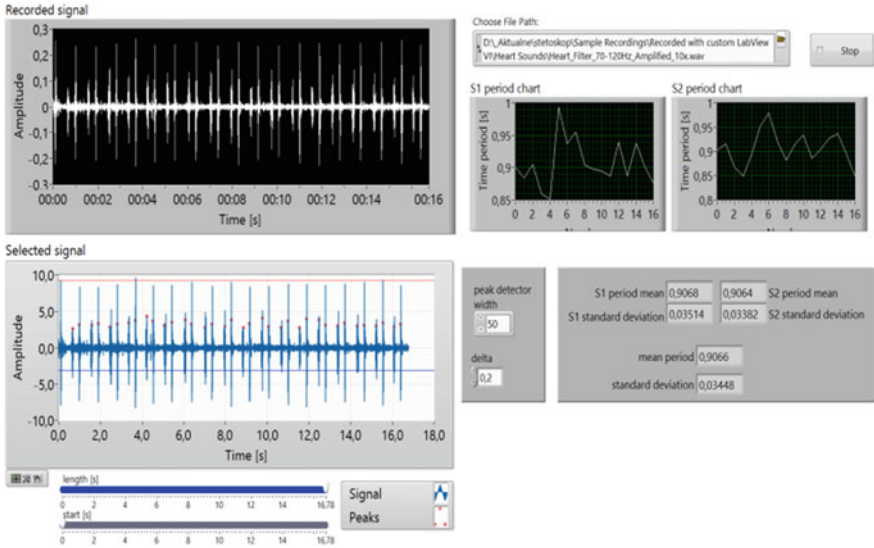 Recorded signal
0,3
0,2
0,1
0
-0,1
-0,2
-0,3
Amplitude
00:00 00:02 00:04 00:06 00:08 00:10 00:12 00:14 00:16
Time [s]
Choose File Path:
D:\_Aktualne\stetoskop\Sample Recordings\Recorded with custom LabView
VI\Heart Sounds\Heart_Filter_70-120Hz_Amplified_10x.wav
Stop
S1 period chart
1
0,95
0,9
0,85
Time period [s]
0 2 4 6 8 10 12 14 16
S2 period chart
1
0,95
0,9
0,85
Time period [s]
0 2 4 6 8 10 12 14 16
Selected signal
10,0
5,0
0,0
-5,0
-10,0
Amplitude
0,0 2,0 4,0 6,0 8,0 10,0 12,0 14,0 16,0 18,0
Time [s]
peak detector
width
50
delta
0,2
S1 period mean 0,9068 0,9064 S2 period mean
S1 standard deviation 0,03514 0,03382 S2 standard deviation
mean period 0,9066
standard deviation 0,03448
length [s]
0 2 4 6 8 10 12 14 16,78
start [s]
0 2 4 6 8 10 12 14 16,78
Signal
Peaks